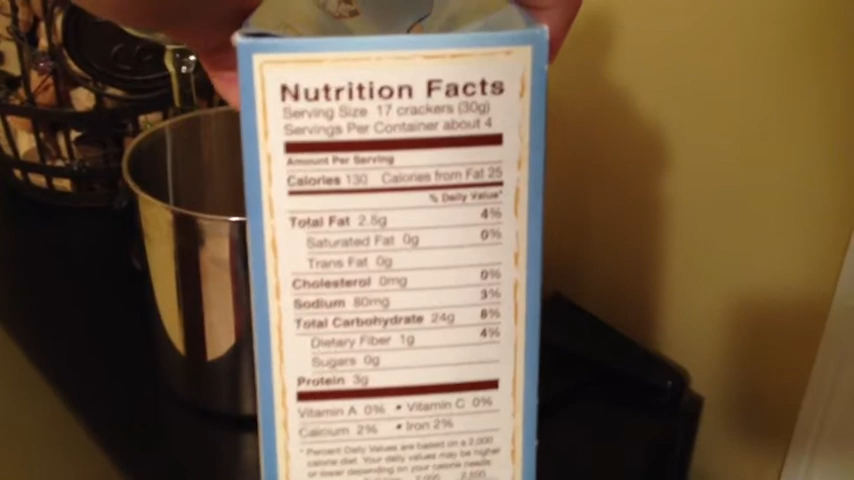 Nutrition Facts
Serving Size 17 crackers (30g)
Servings Per Container about 4
Amount Per Serving
Calories 130 Calories from Fat 25
% Daily Value*
Total Fat 2.5g 4%
Saturated Fat 0g 0%
Trans Fat 0g
Cholesterol 0mg 0%
Sodium 80mg 3%
Total Carbohydrate 24g 8%
Dietary Fiber 1g 4%
Sugars 0g
Protein 3g
Vitamin A 0% • Vitamin C 0%
Calcium 2% • Iron 2%
* Percent Daily Values are based on a 2,000
calorie diet. Your daily values may be higher
or lower depending on your calorie needs: